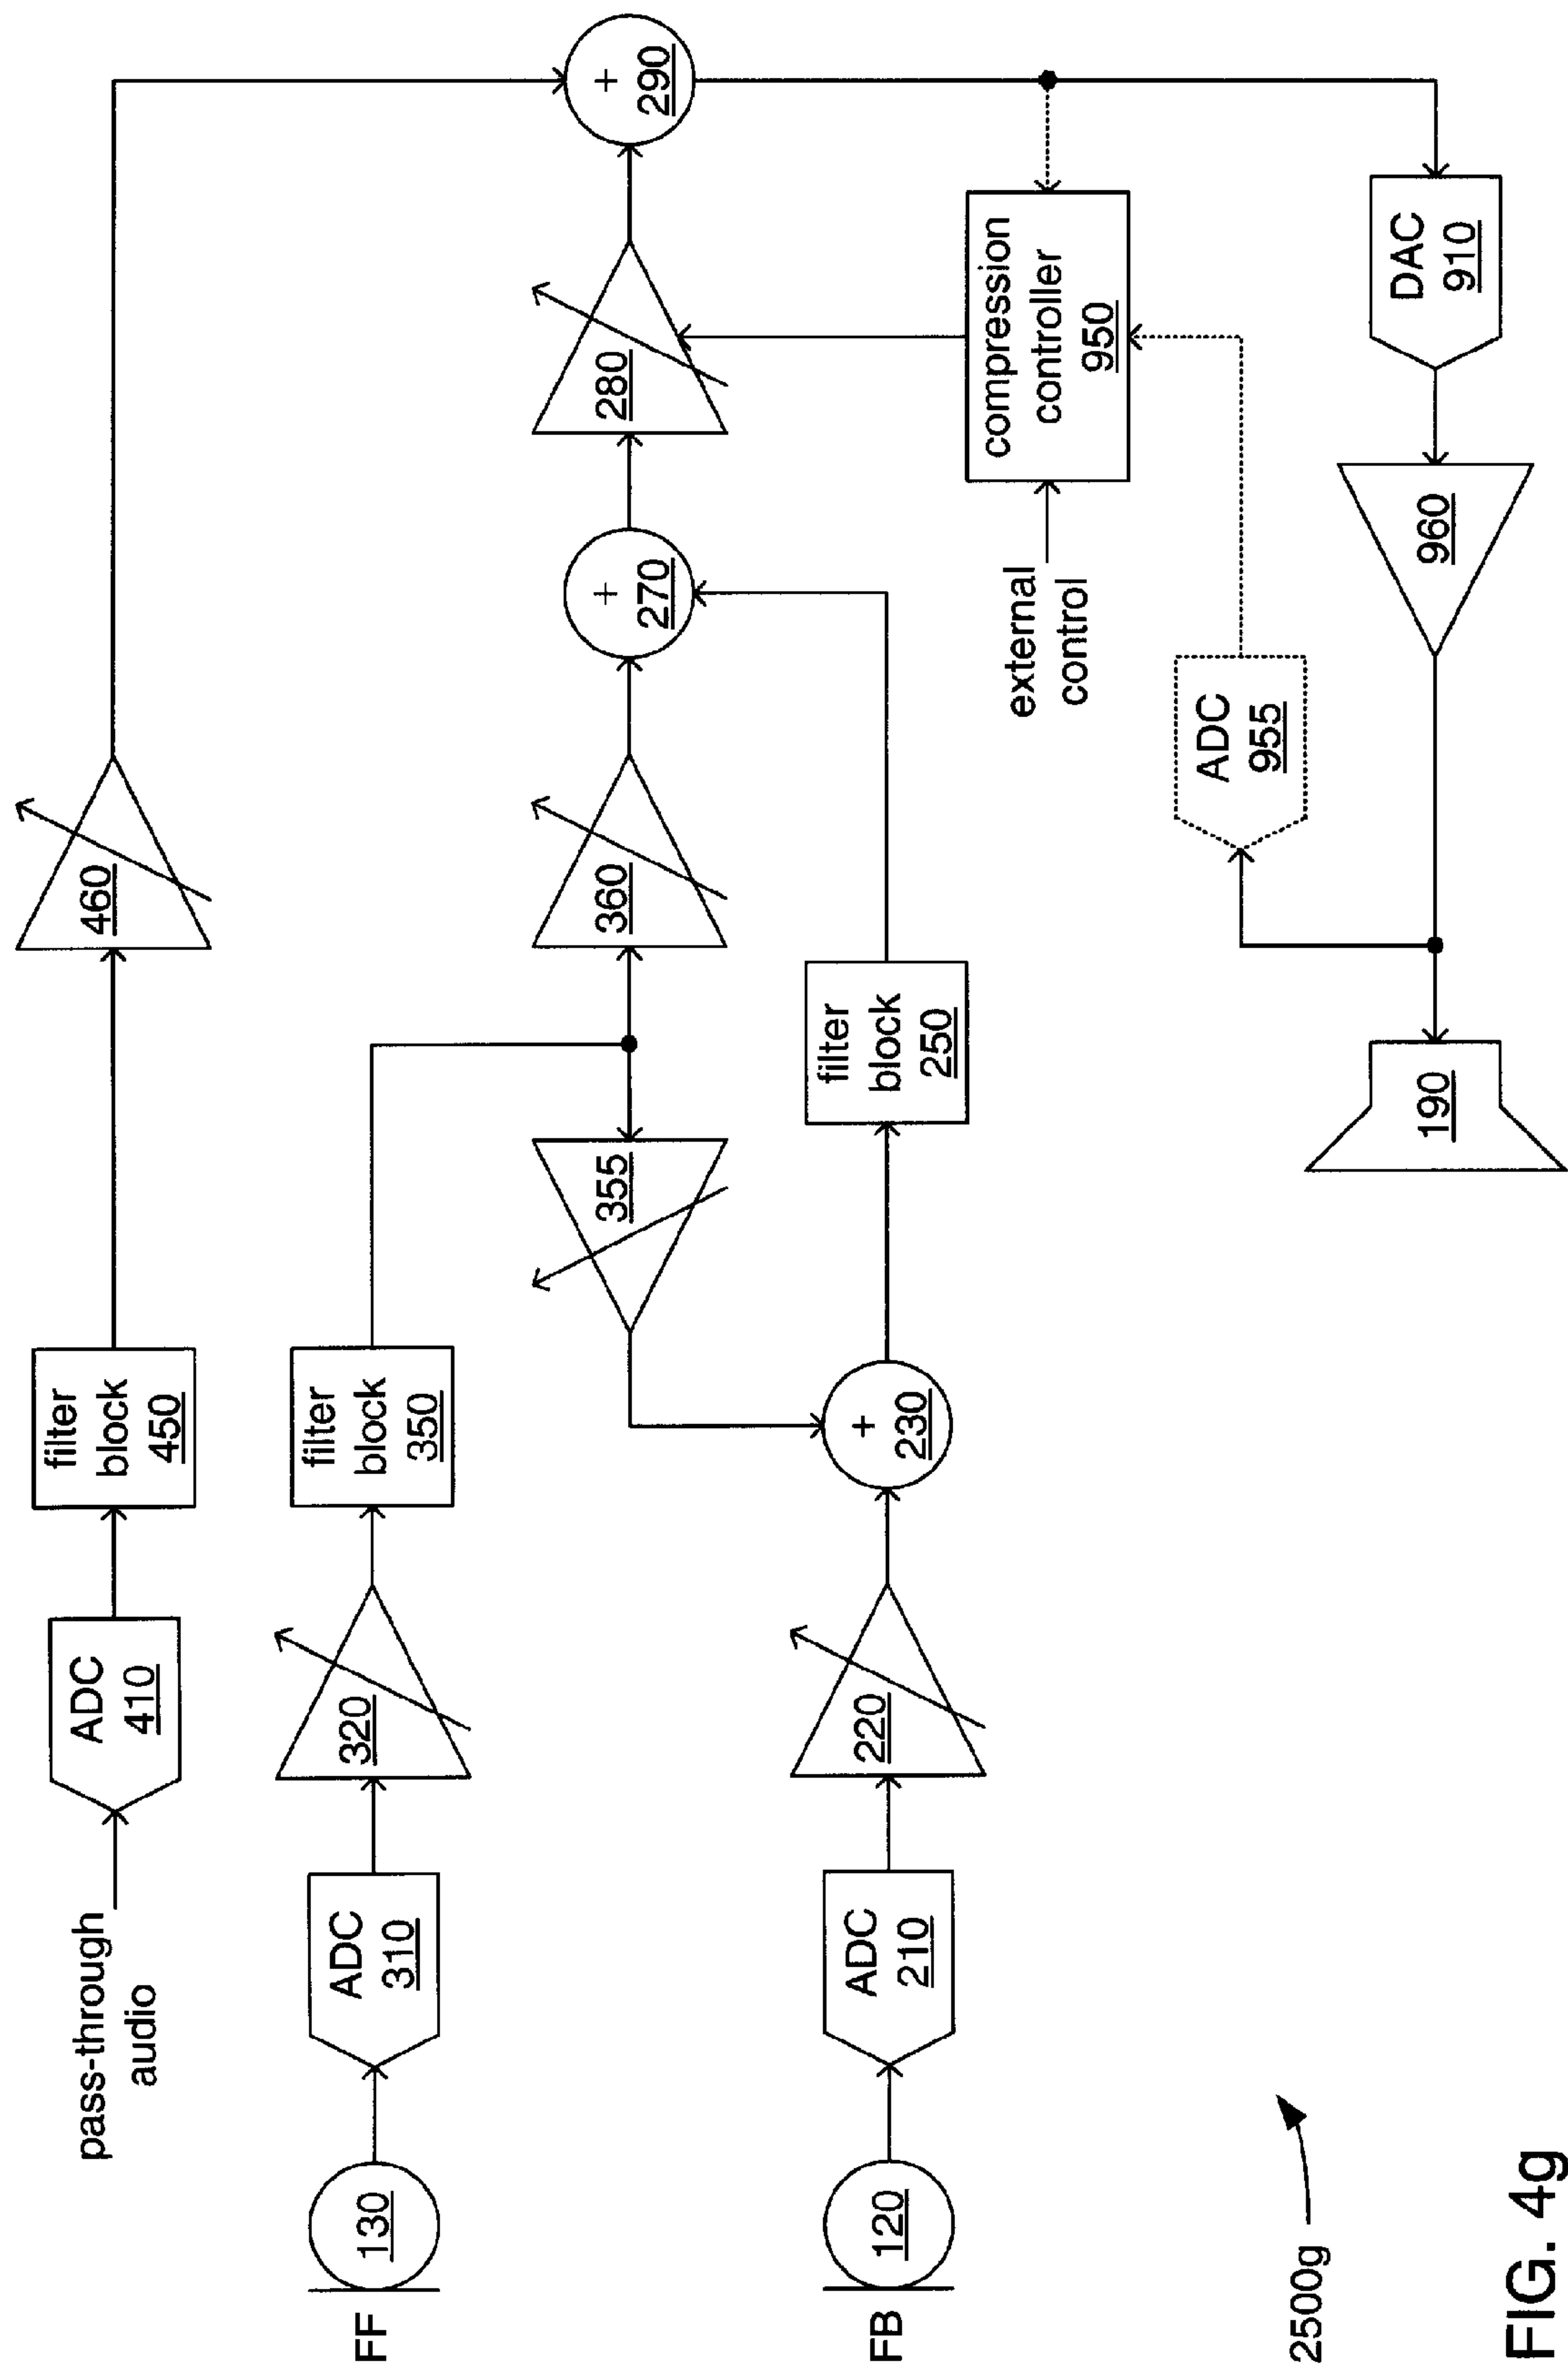 pass-through
audio
ADC
410
filter
block
450
460
FF
130
ADC
310
320
filter
block
350
355
360
+
270
280
+
290
FB
120
ADC
210
220
+
230
filter
block
250
external
control
compression
controller
950
ADC
955
190
960
DAC
910
2500g
FIG. 4g